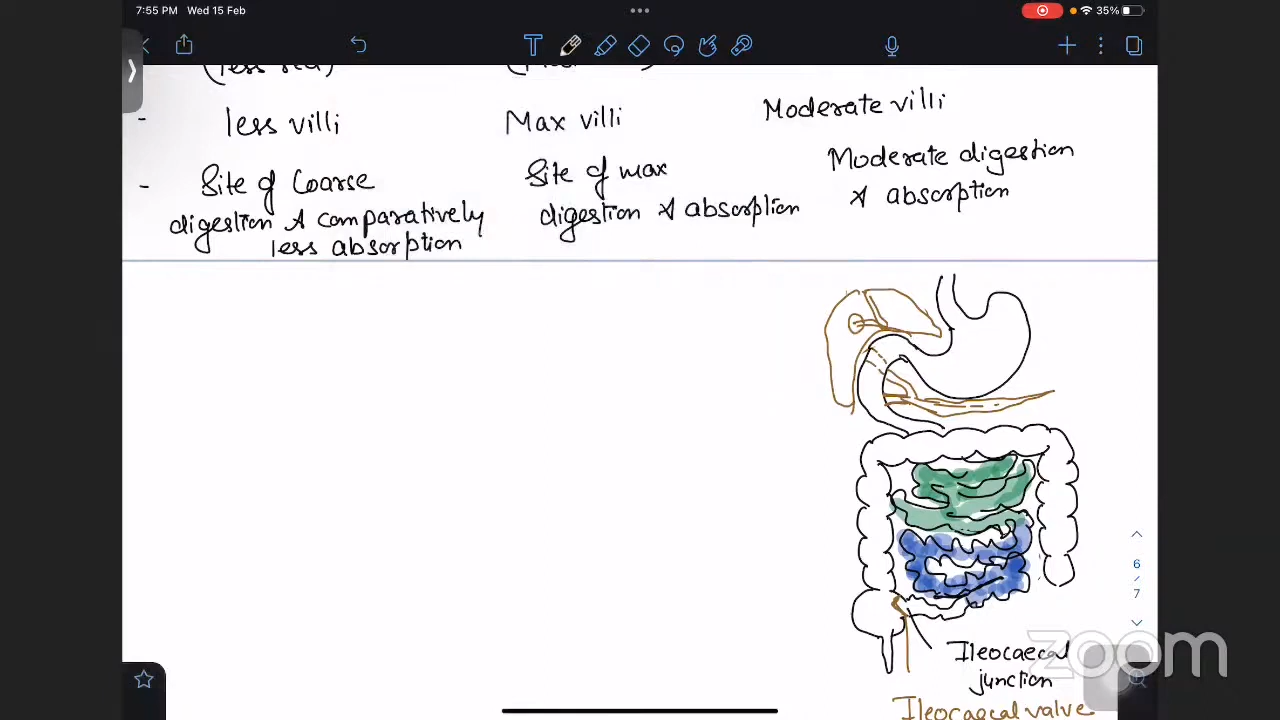 7:55 PM Wed 15 Feb
35%
less villi
Max villi
Moderate villi
- Site of Coarse
digestion & comparatively
less absorption
Site of max
digestion & absorption
Moderate digestion
& absorption
6
/
7
Ileocaecal
junction
Ileocaecal valve
zoom